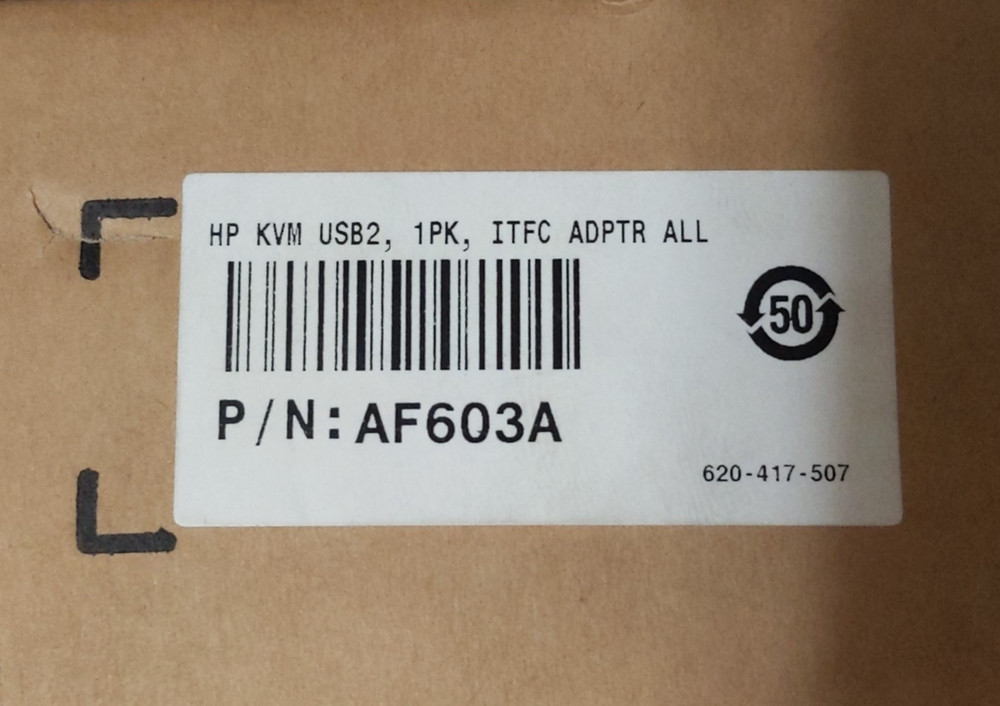 HP KVM USB2, 1PK, ITFC ADPTR ALL
50
P/N: AF603A
620-417-507